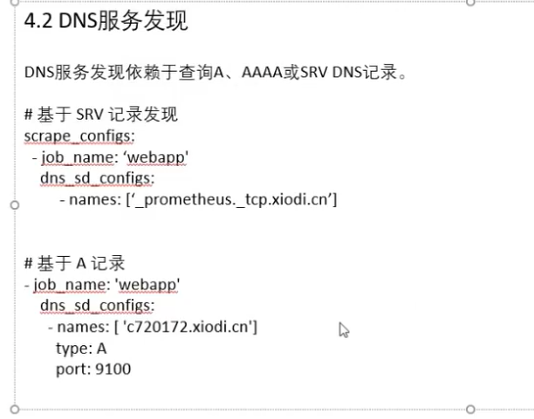 4.2 DNS服务发现
DNS服务发现依赖于查询A、AAAA或SRV DNS记录。
# 基于 SRV 记录发现
scrape_configs:
- job_name: ‘webapp'
dns_sd_configs:
- names: [‘_prometheus._tcp.xiodi.cn’]
# 基于 A 记录
- job_name: 'webapp'
dns_sd_configs:
- names: [ 'c720172.xiodi.cn']
type: A
port: 9100